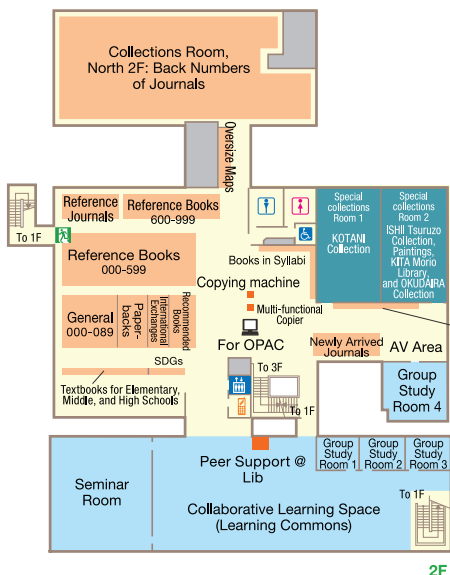 Collections Room,
North 2F: Back Numbers
of Journals
Oversize Maps
Reference
Journals
Reference Books
600-999
To 1F
Reference Books
000-599
Special
collections
Room 1
KOTANI
Collection
Special
collections
Room 2
ISHII Tsuruzo
Collection,
Paintings,
KITA Morio
Library,
and OKUDAIRA
Collection
Books in Syllabi
Copying machine
Multi-functional
Copier
General
000-089
Paper-
backs
International
Exchanges
Recommended
Books
For OPAC
Newly Arrived
Journals
AV Area
SDGs
Textbooks for Elementary,
Middle, and High Schools
To 3F
To 1F
Group
Study
Room 4
Peer Support @
Lib
Group
Study
Room 1
Group
Study
Room 2
Group
Study
Room 3
Seminar
Room
Collaborative Learning Space
(Learning Commons)
To 1F
2F